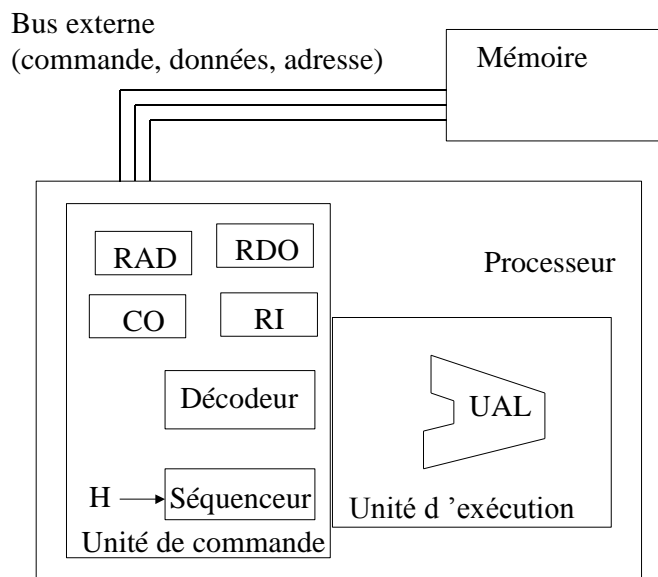 Bus externe
(commande, données, adresse)
Mémoire
RAD
RDO
Processeur
CO
RI
Décodeur
UAL
H
Séquenceur
Unité d ’exécution
Unité de commande